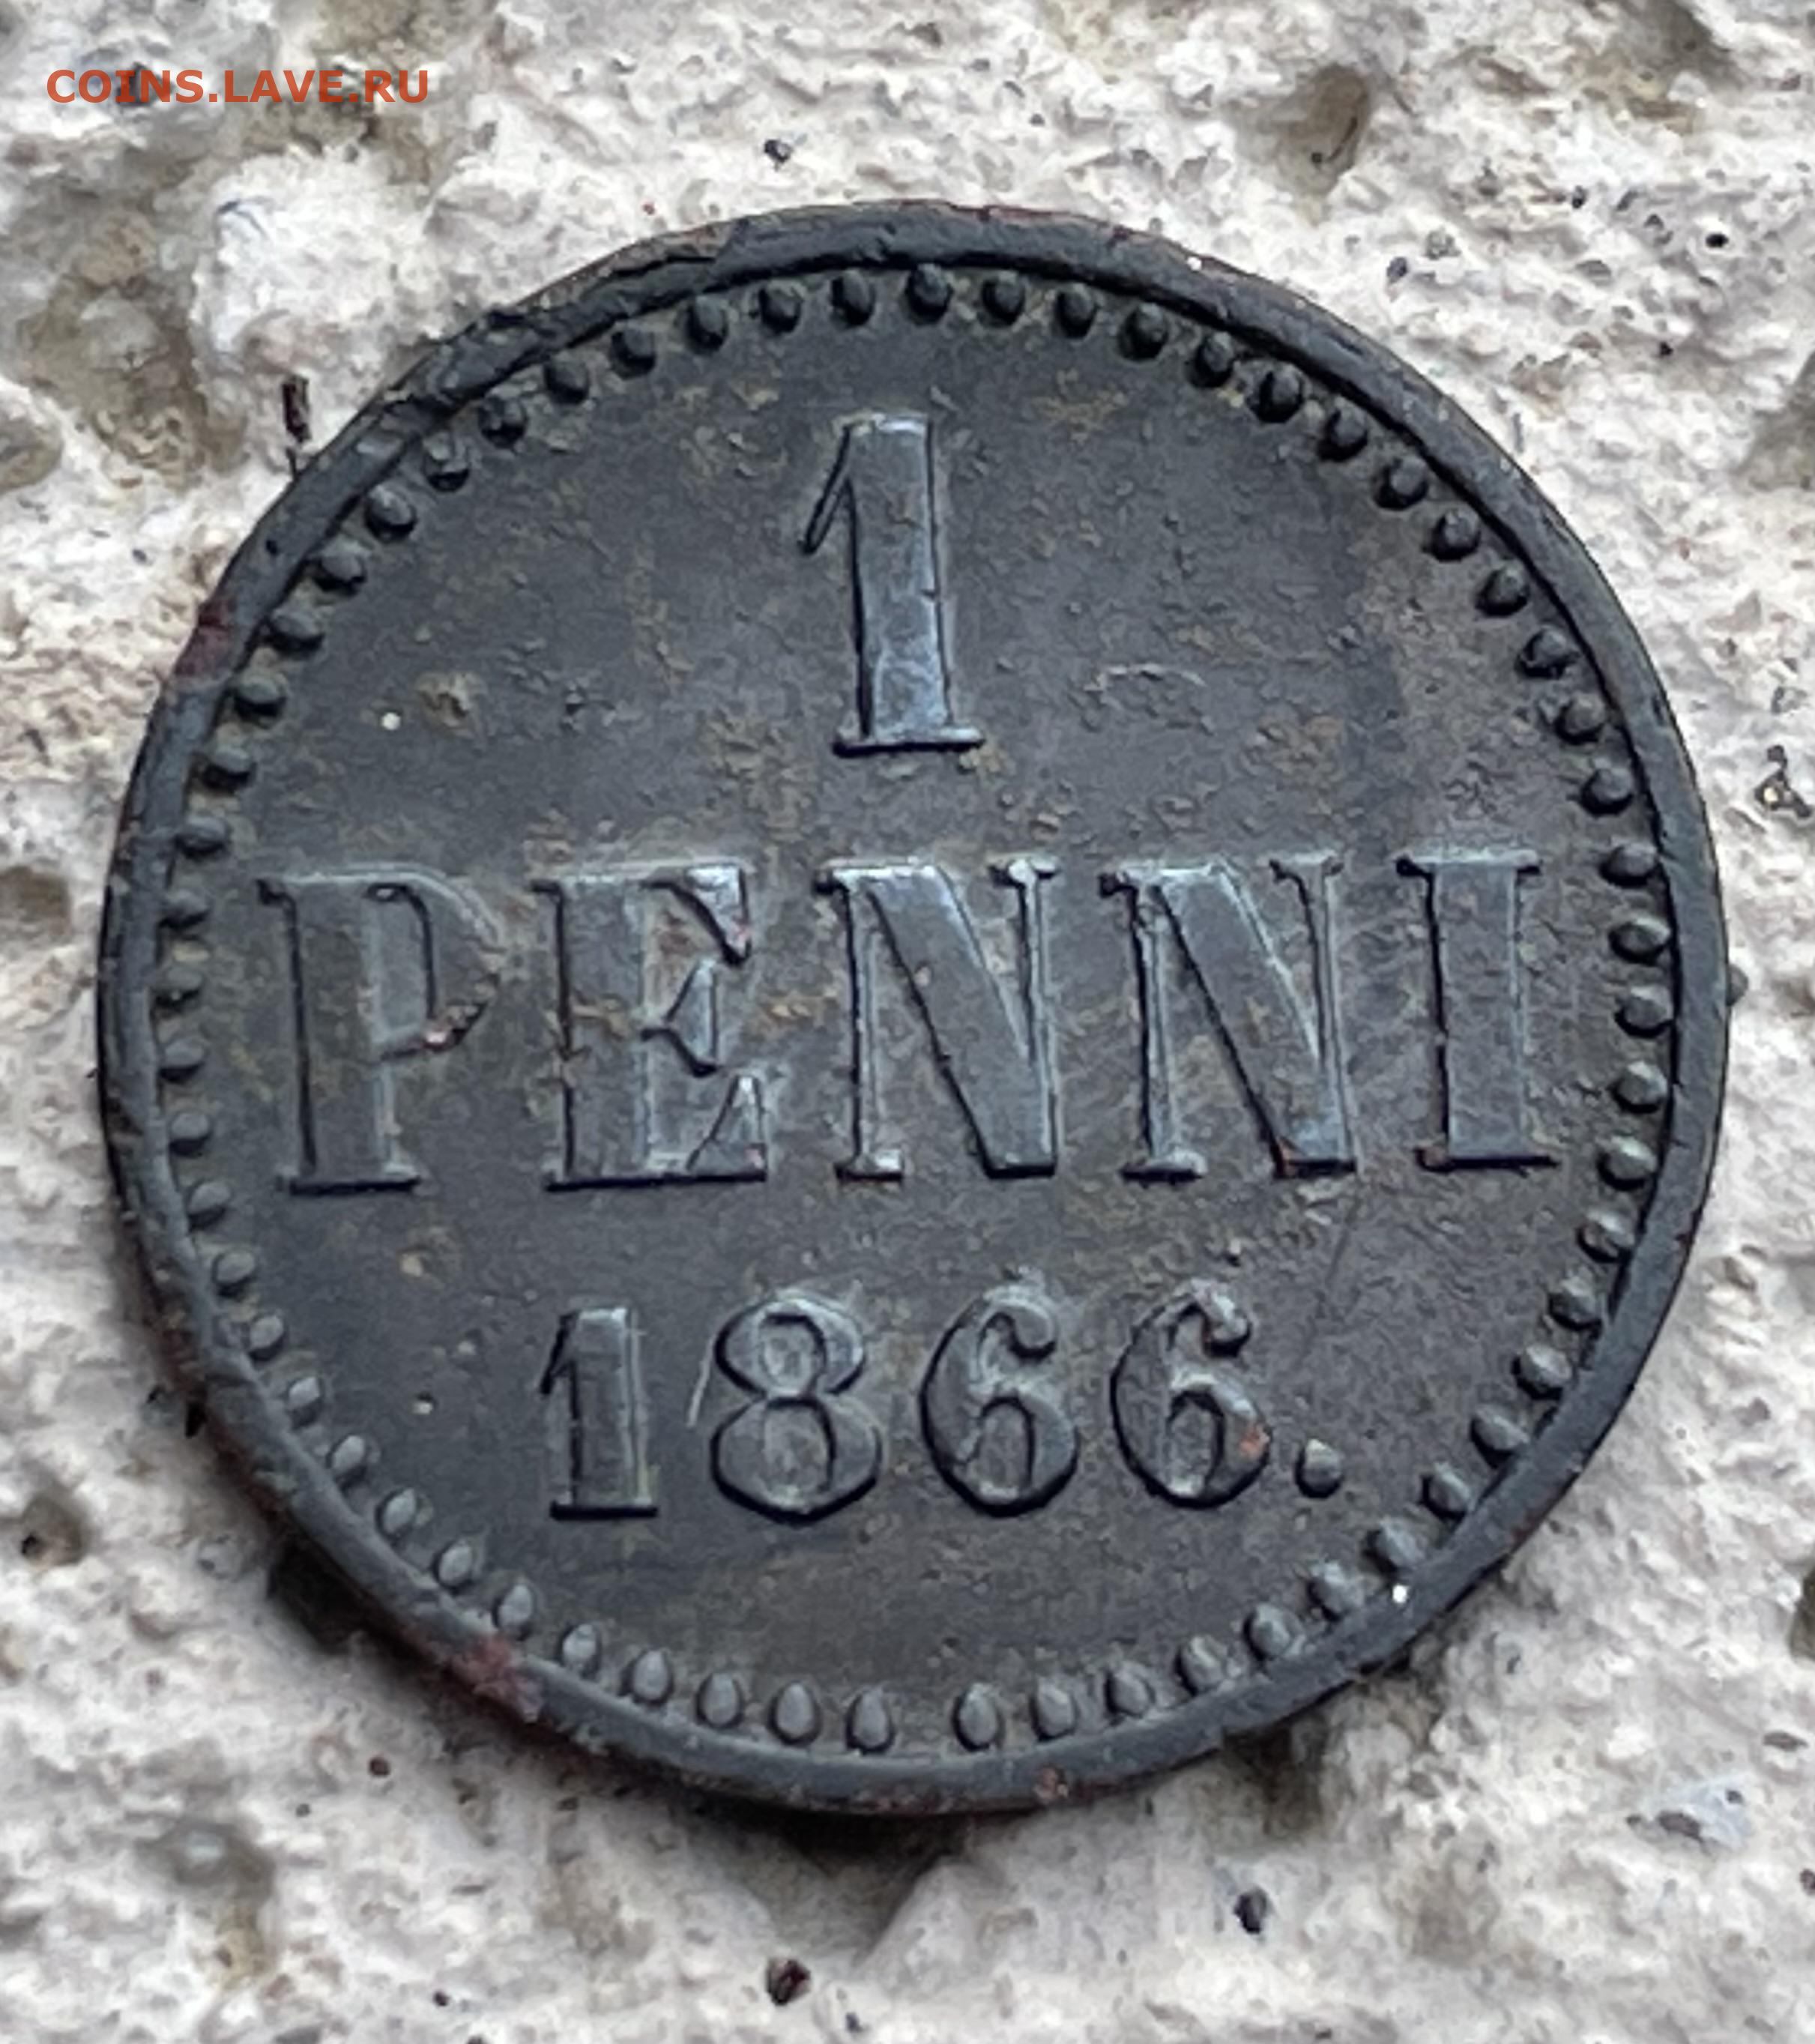 COINS.LAVE.RU
1
PENNI
1866.